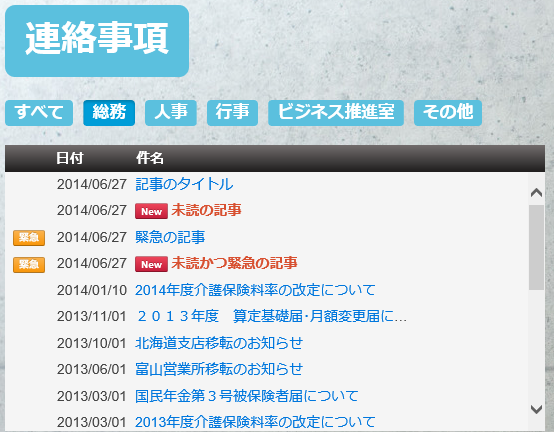 連絡事項
すべて 総務 人事 行事 ビジネス推進室 その他
日付 件名
2014/06/27 記事のタイトル
2014/06/27 New 未読の記事
緊急 2014/06/27 緊急の記事
緊急 2014/06/27 New 未読かつ緊急の記事
2014/01/10 2014年度介護保険料率の改定について
2013/11/01 ２０１３年度　算定基礎届･月額変更届に...
2013/10/01 北海道支店移転のお知らせ
2013/06/01 富山営業所移転のお知らせ
2013/03/01 国民年金第３号被保険者届について
2013/03/01 2013年度介護保険料率の改定について